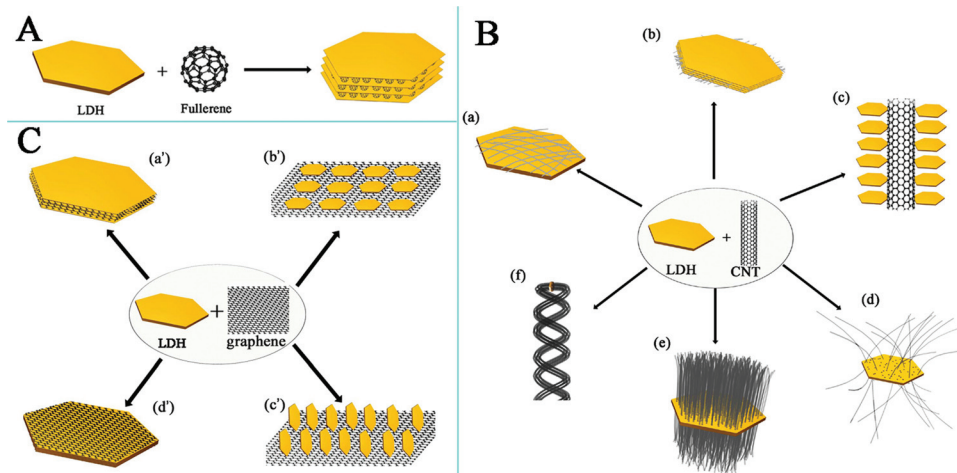 A
LDH
+
Fullerene
B
(a)
(b)
(c)
LDH
+
CNT
(d)
(e)
(f)
C
(a')
(b')
LDH
+
graphene
(c')
(d')